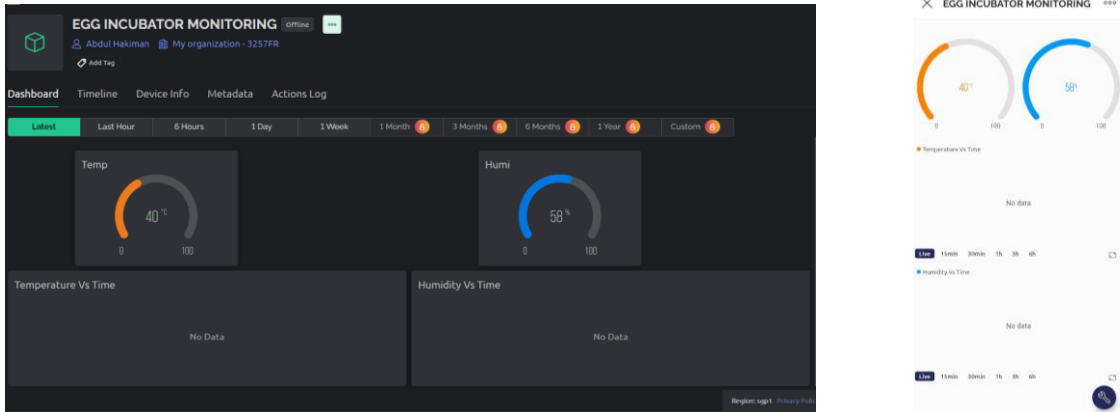 EGG INCUBATOR MONITORING Offline
Abdul Hakiman My organization - 3257FR
Add Tag
Dashboard Timeline Device Info Metadata Actions Log
Latest Last Hour 6 Hours 1 Day 1 Week 1 Month 3 Months 6 Months 1 Year Custom
Temp
40 °C
0 100
Humi
58 %
0 100
Temperature Vs Time
No Data
Humidity Vs Time
No Data
Region: sgp1 Privacy Polic
EGG INCUBATOR MONITORING
40°C
0 100
58%
0 100
Temperature Vs Time
No data
Live 15min 30min 1h 3h 6h
Humidity Vs Time
No data
Live 15min 30min 1h 3h 6h